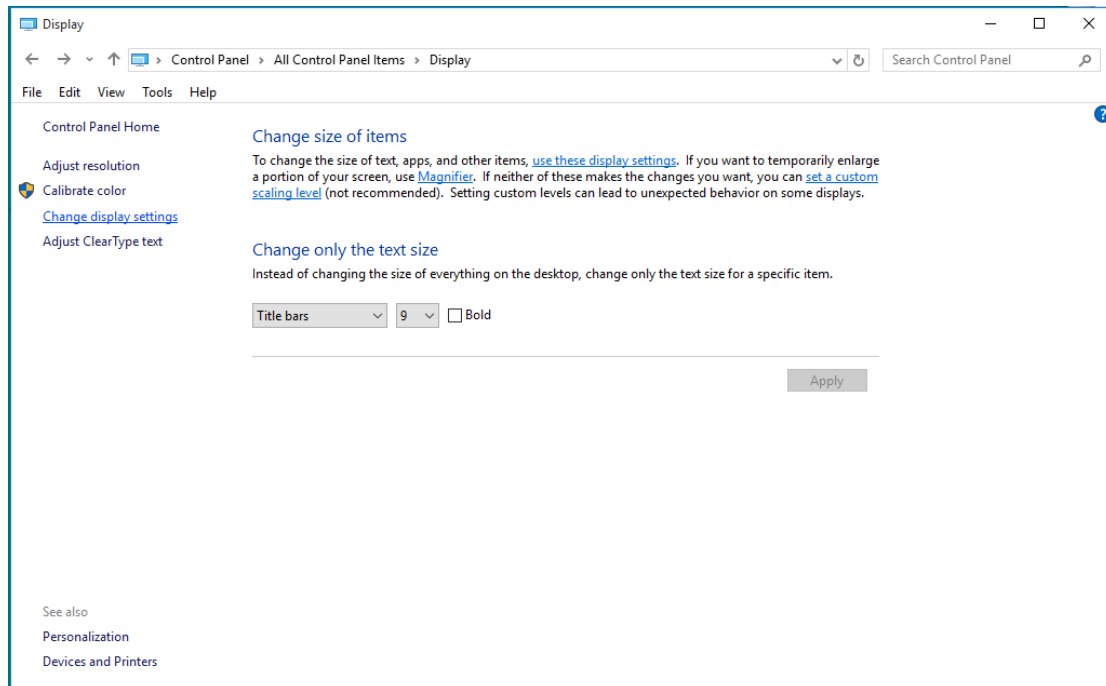 Display
Control Panel > All Control Panel Items > Display
Search Control Panel
File Edit View Tools Help
Control Panel Home
Adjust resolution
Calibrate color
Change display settings
Adjust ClearType text
Change size of items
To change the size of text, apps, and other items, use these display settings. If you want to temporarily enlarge
a portion of your screen, use Magnifier. If neither of these makes the changes you want, you can set a custom
scaling level (not recommended). Setting custom levels can lead to unexpected behavior on some displays.
Change only the text size
Instead of changing the size of everything on the desktop, change only the text size for a specific item.
Title bars 9 Bold
Apply
See also
Personalization
Devices and Printers